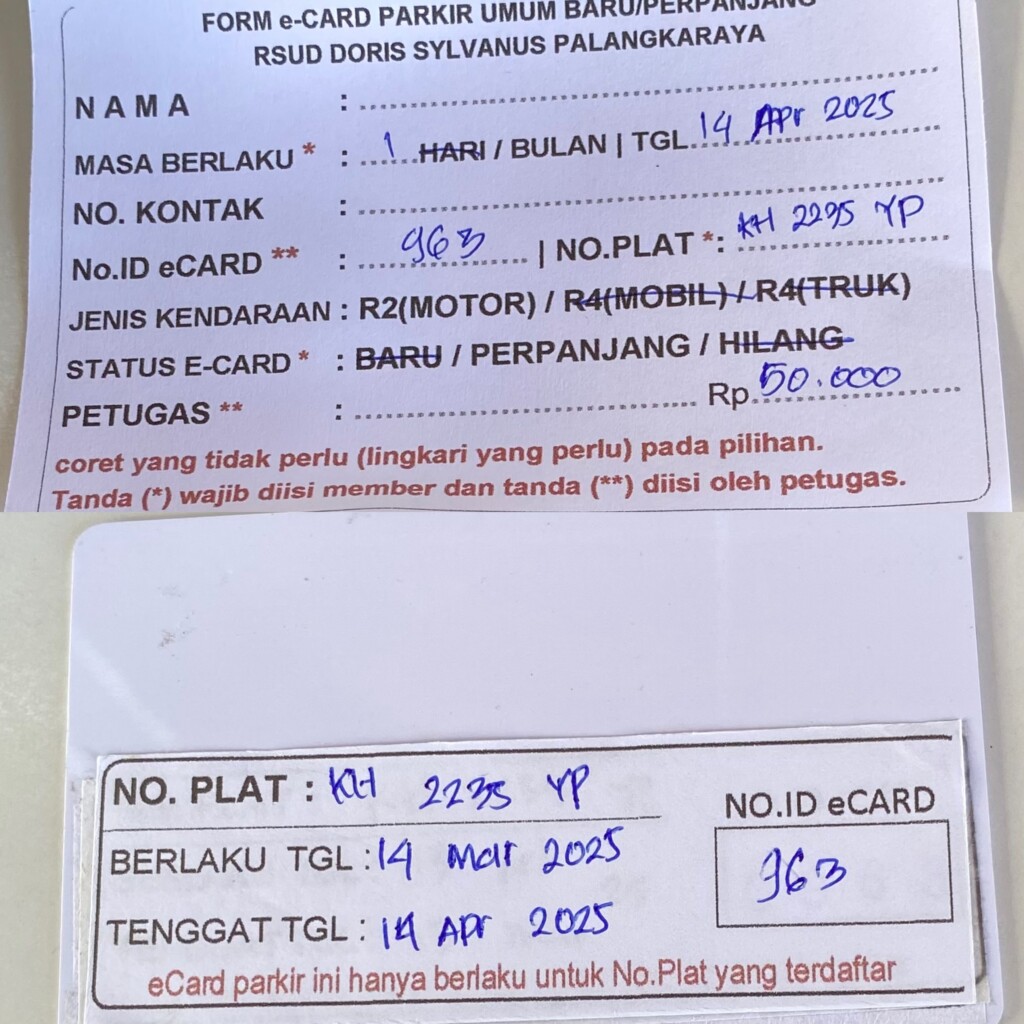 FORM e-CARD PARKIR UMUM BARU/PERPANJANG
RSUD DORIS SYLVANUS PALANGKARAYA
NAMA :
MASA BERLAKU * : 1 HARI / BULAN | TGL. 14 Apr 2025
NO. KONTAK :
No.ID eCARD ** : 963 | NO.PLAT *: KH 2235 YP
JENIS KENDARAAN : R2(MOTOR) / R4(MOBIL) / R4(TRUK)
STATUS E-CARD * : BARU / PERPANJANG / HILANG
PETUGAS ** : Rp. 50.000
coret yang tidak perlu (lingkari yang perlu) pada pilihan.
Tanda (*) wajib diisi member dan tanda (**) diisi oleh petugas.
NO. PLAT : KH 2235 YP
NO.ID eCARD
BERLAKU TGL : 14 Mar 2025
963
TENGGAT TGL : 14 Apr 2025
eCard parkir ini hanya berlaku untuk No.Plat yang terdaftar